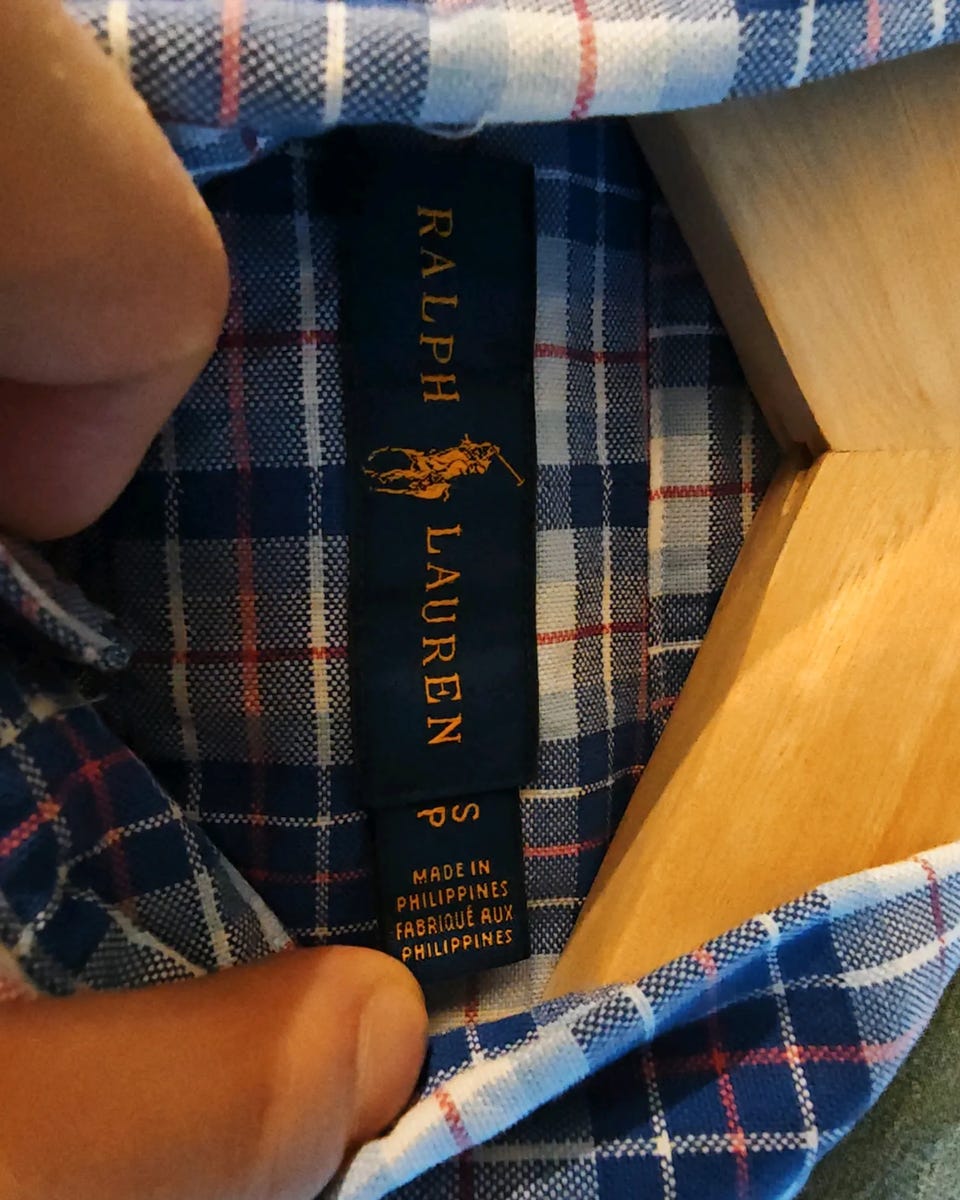 RALPH LAUREN
S
P
MADE IN
PHILIPPINES
FABRIQUÉ AUX
PHILIPPINES